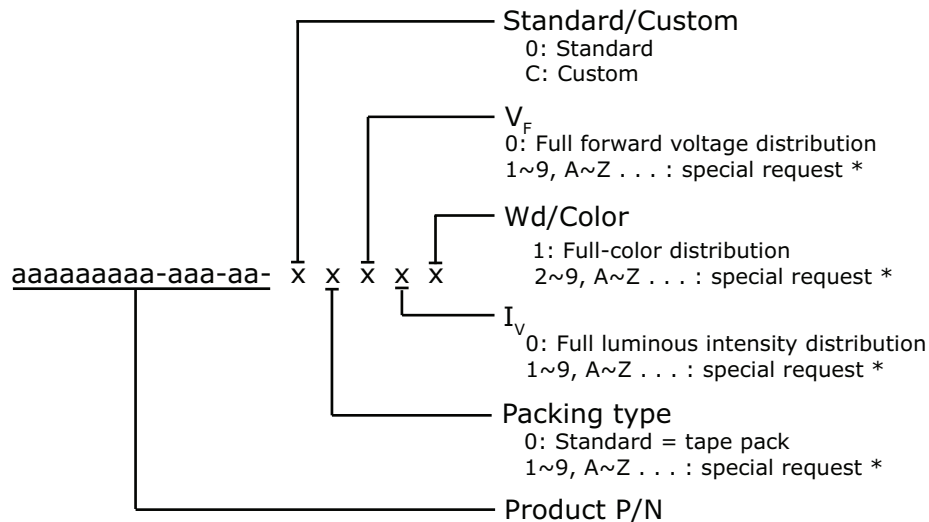 Standard/Custom
0: Standard
C: Custom
VF
0: Full forward voltage distribution
1~9, A~Z . . . : special request *
Wd/Color
1: Full-color distribution
2~9, A~Z . . . : special request *
aaaaaaaaa-aaa-aa- x x x x x
IV
0: Full luminous intensity distribution
1~9, A~Z . . . : special request *
Packing type
0: Standard = tape pack
1~9, A~Z . . . : special request *
Product P/N